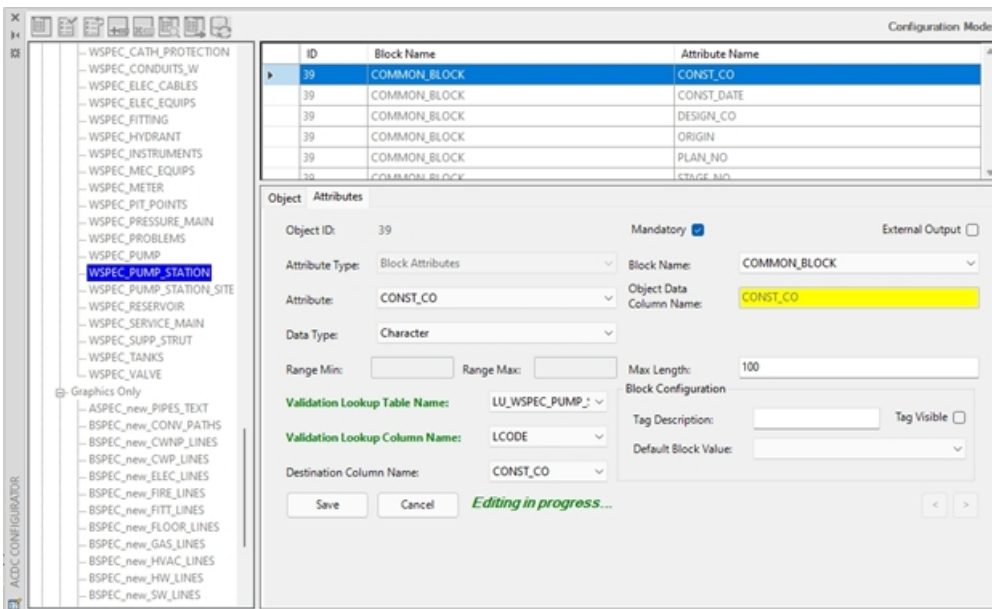 Configuration Mode
WSPEC_CATH_PROTECTION
WSPEC_CONDUITS_W
WSPEC_ELEC_CABLES
WSPEC_ELEC_EQUIPS
WSPEC_FITTING
WSPEC_HYDRANT
WSPEC_INSTRUMENTS
WSPEC_MEC_EQUIPS
WSPEC_METER
WSPEC_PIT_POINTS
WSPEC_PRESSURE_MAIN
WSPEC_PROBLEMS
WSPEC_PUMP
WSPEC_PUMP_STATION
WSPEC_PUMP_STATION_SITE
WSPEC_RESERVOIR
WSPEC_SERVICE_MAIN
WSPEC_SUPP_STRUT
WSPEC_TANKS
WSPEC_VALVE
Graphics Only
ASPEC_new_PIPES_TEXT
BSPEC_new_CONV_PATHS
BSPEC_new_CWNP_LINES
BSPEC_new_CWP_LINES
BSPEC_new_ELEC_LINES
BSPEC_new_FIRE_LINES
BSPEC_new_FITT_LINES
BSPEC_new_FLOOR_LINES
BSPEC_new_GAS_LINES
BSPEC_new_HVAC_LINES
BSPEC_new_HW_LINES
BSPEC_new_SW_LINES
ACDC CONFIGURATOR
ID Block Name Attribute Name
39 COMMON_BLOCK CONST_CO
39 COMMON_BLOCK CONST_DATE
39 COMMON_BLOCK DESIGN_CO
39 COMMON_BLOCK ORIGIN
39 COMMON_BLOCK PLAN_NO
39 COMMON_BLOCK STAGE_NO
Object Attributes
Object ID: 39 Mandatory External Output
Attribute Type: Block Attributes Block Name: COMMON_BLOCK
Attribute: CONST_CO Object Data Column Name: CONST_CO
Data Type: Character
Range Min: Range Max: Max Length: 100
Block Configuration
Validation Lookup Table Name: LU_WSPEC_PUMP_S Tag Description: Tag Visible
Validation Lookup Column Name: LCODE Default Block Value:
Destination Column Name: CONST_CO
Save Cancel Editing in progress...
< >